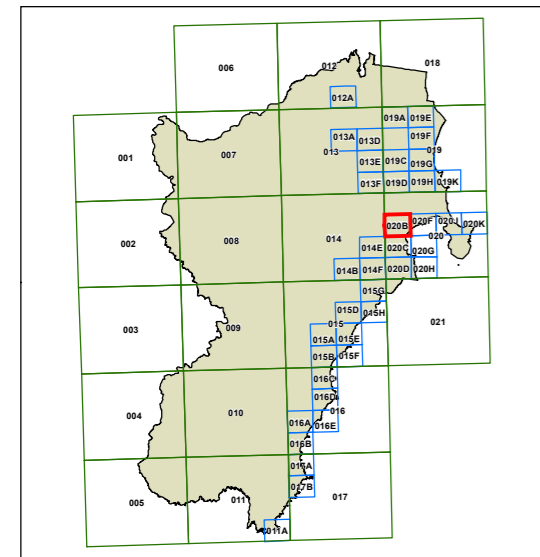 006 012 018
012A
019A 019E
001 007 013A 013D 019F
013 019
013E 019C 019G
013F 019D 019H 019K
002 008 014 020B 020F 020J 020K
020
014E 020C 020G
014B 014F 020D 020H
015G
003 009 015D 015H 021
015
015A 015E
015B 015F
016C
004 010 016D
016
016A 016E
016B
005 011 017A 017
017B
011A